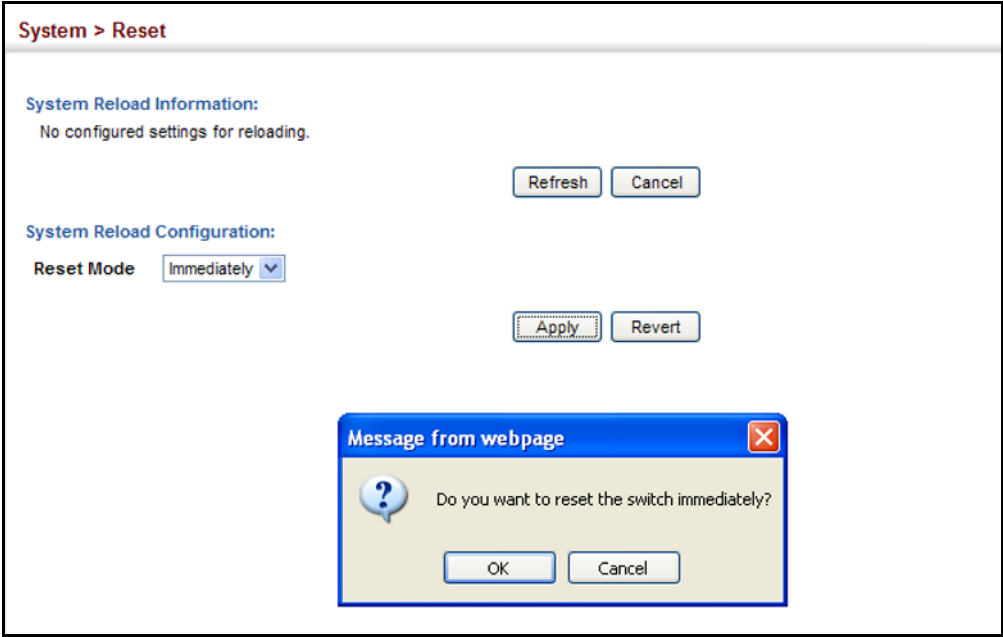 System > Reset
System Reload Information:
No configured settings for reloading.
Refresh Cancel
System Reload Configuration:
Reset Mode Immediately
Apply Revert
Message from webpage
Do you want to reset the switch immediately?
OK Cancel